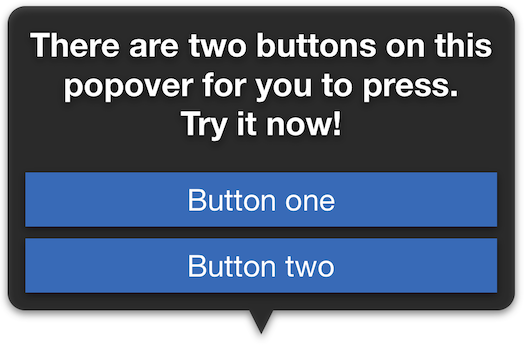 There are two buttons on this
popover for you to press.
Try it now!
Button one
Button two